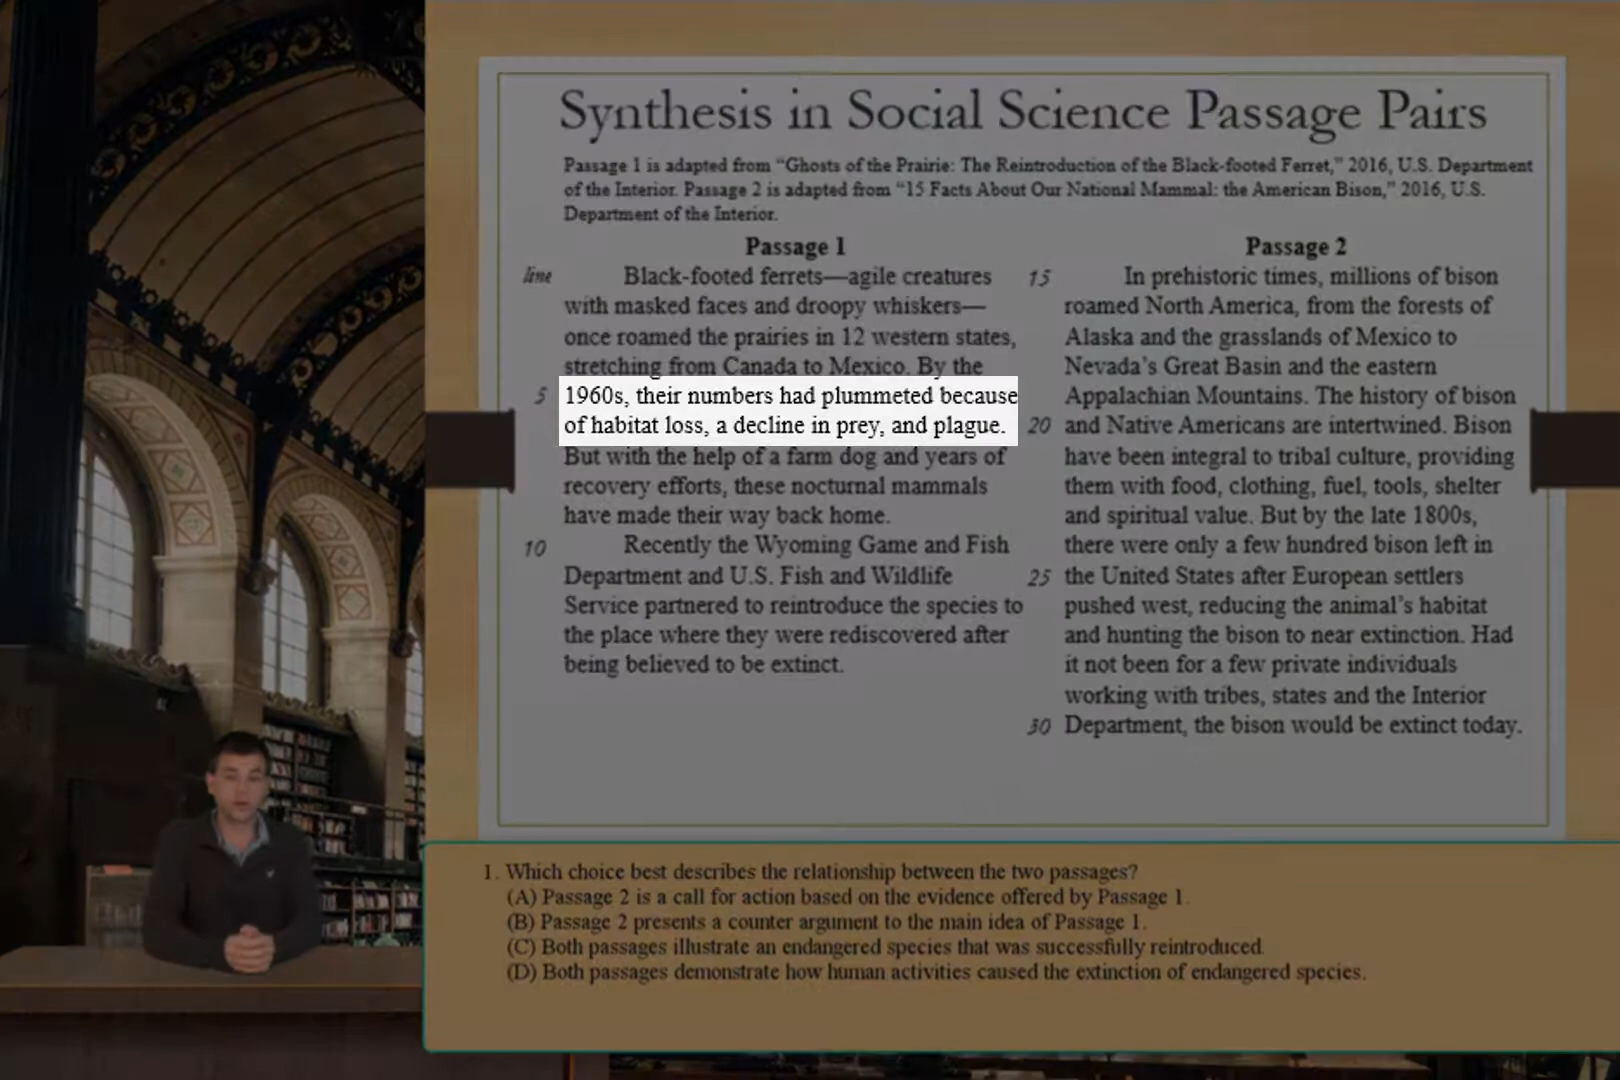 Synthesis in Social Science Passage Pairs
Passage 1 is adapted from “Ghosts of the Prairie: The Reintroduction of the Black-footed Ferret,” 2016, U.S. Department
of the Interior. Passage 2 is adapted from “15 Facts About Our National Mammal: the American Bison,” 2016, U.S.
Department of the Interior.
Passage 1
line Black-footed ferrets—agile creatures
with masked faces and droopy whiskers—
once roamed the prairies in 12 western states,
stretching from Canada to Mexico. By the
5 1960s, their numbers had plummeted because
of habitat loss, a decline in prey, and plague.
But with the help of a farm dog and years of
recovery efforts, these nocturnal mammals
have made their way back home.
10 Recently the Wyoming Game and Fish
Department and U.S. Fish and Wildlife
Service partnered to reintroduce the species to
the place where they were rediscovered after
being believed to be extinct.
Passage 2
15 In prehistoric times, millions of bison
roamed North America, from the forests of
Alaska and the grasslands of Mexico to
Nevada’s Great Basin and the eastern
Appalachian Mountains. The history of bison
20 and Native Americans are intertwined. Bison
have been integral to tribal culture, providing
them with food, clothing, fuel, tools, shelter
and spiritual value. But by the late 1800s,
there were only a few hundred bison left in
25 the United States after European settlers
pushed west, reducing the animal’s habitat
and hunting the bison to near extinction. Had
it not been for a few private individuals
working with tribes, states and the Interior
30 Department, the bison would be extinct today.
1. Which choice best describes the relationship between the two passages?
(A) Passage 2 is a call for action based on the evidence offered by Passage 1.
(B) Passage 2 presents a counter argument to the main idea of Passage 1.
(C) Both passages illustrate an endangered species that was successfully reintroduced.
(D) Both passages demonstrate how human activities caused the extinction of endangered species.